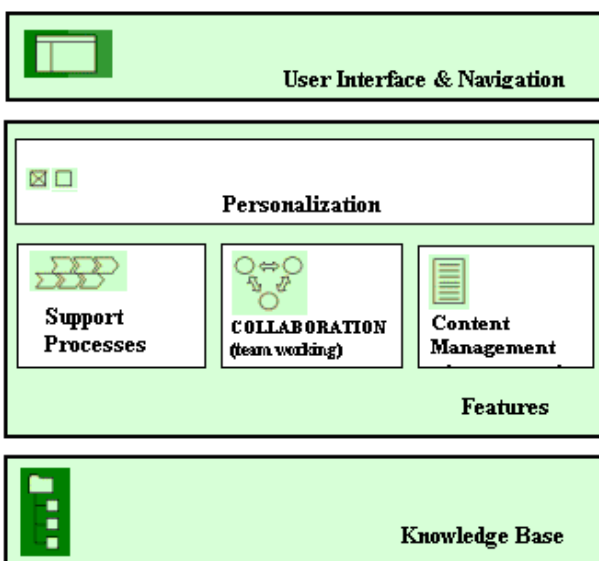 User Interface & Navigation
Personalization
Support
Processes
COLLABORATION
(team working)
Content
Management
Features
Knowledge Base